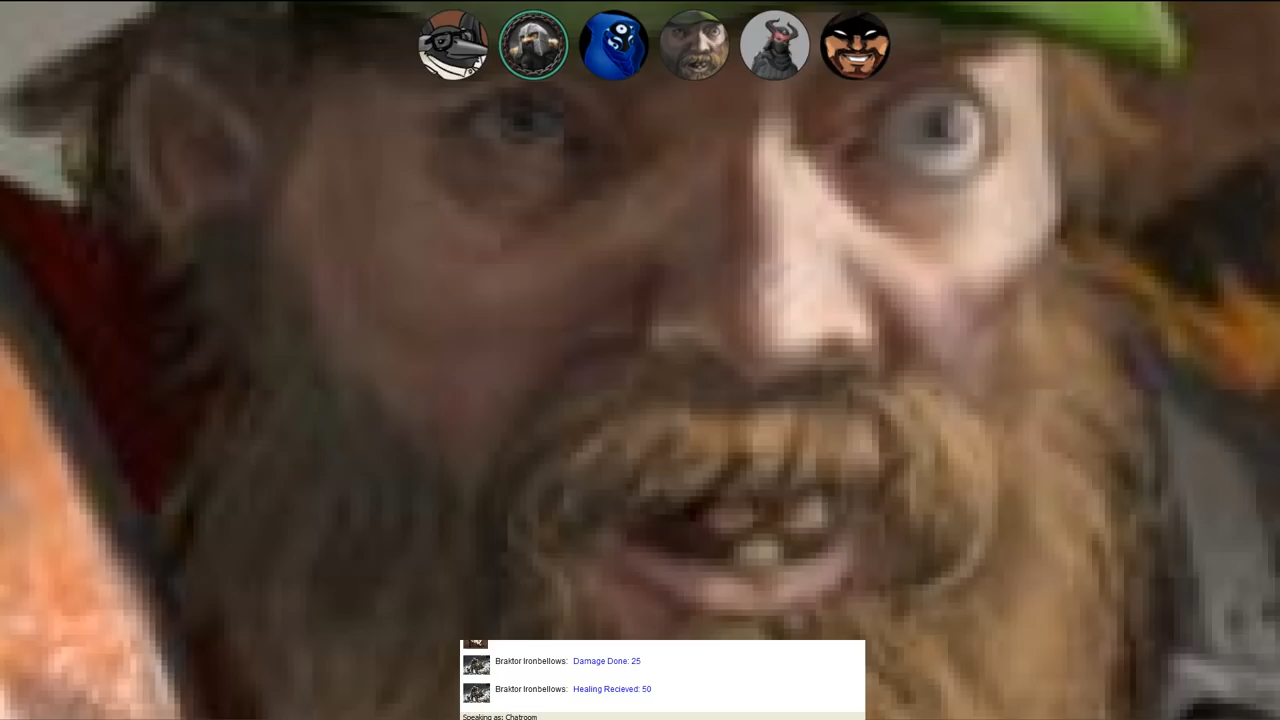 Braktor Ironbellows: Damage Done: 25
Braktor Ironbellows: Healing Recieved: 50
Speaking as: Chatroom